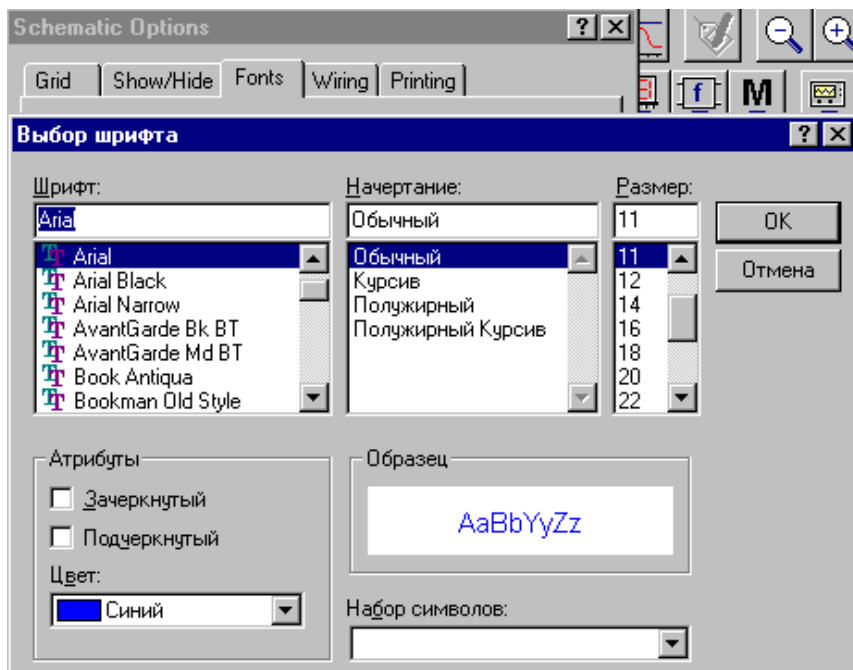 Schematic Options
Grid Show/Hide Fonts Wiring Printing
f M
Выбор шрифта
Шрифт: Начертание: Размер:
Arial Обычный 11 OK
Arial Обычный 11 Отмена
Arial Black Курсив 12
Arial Narrow Полужирный 14
AvantGarde Bk BT Полужирный Курсив 16
AvantGarde Md BT 18
Book Antiqua 20
Bookman Old Style 22
Атрибуты Образец
Зачеркнутый
AaBbYyZz
Подчеркнутый
Цвет:
Синий Набор символов: